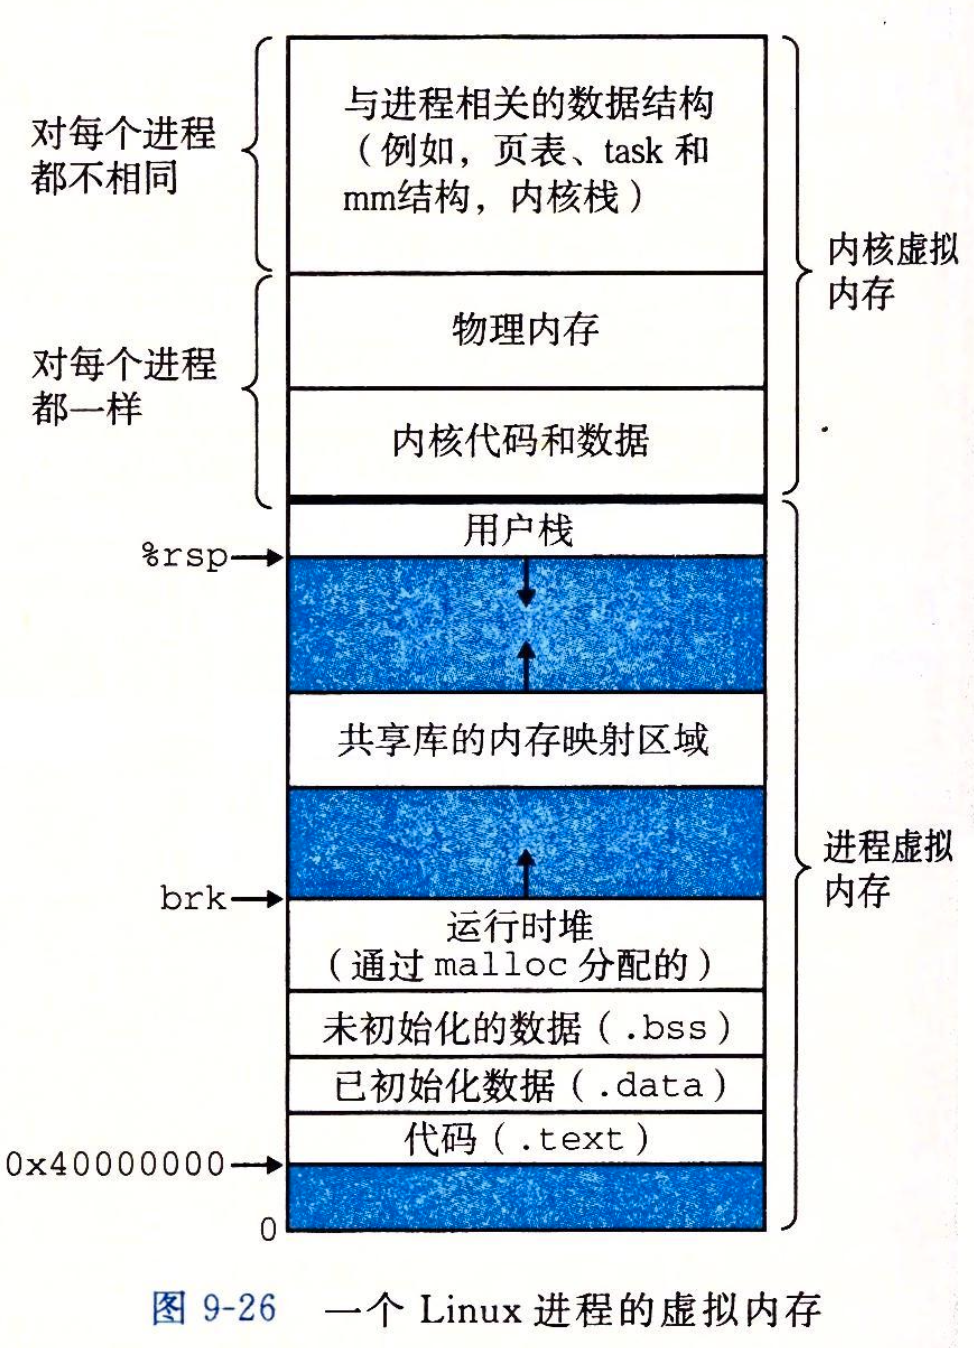 对每个进程
都不相同
与进程相关的数据结构
（例如，页表、task 和
mm结构，内核栈）
内核虚拟
内存
物理内存
对每个进程
都一样
内核代码和数据
用户栈
%rsp
共享库的内存映射区域
进程虚拟
内存
brk
运行时堆
（通过 malloc 分配的）
未初始化的数据（.bss）
已初始化数据（.data）
代码（.text）
0x40000000
0
图 9-26 一个 Linux 进程的虚拟内存